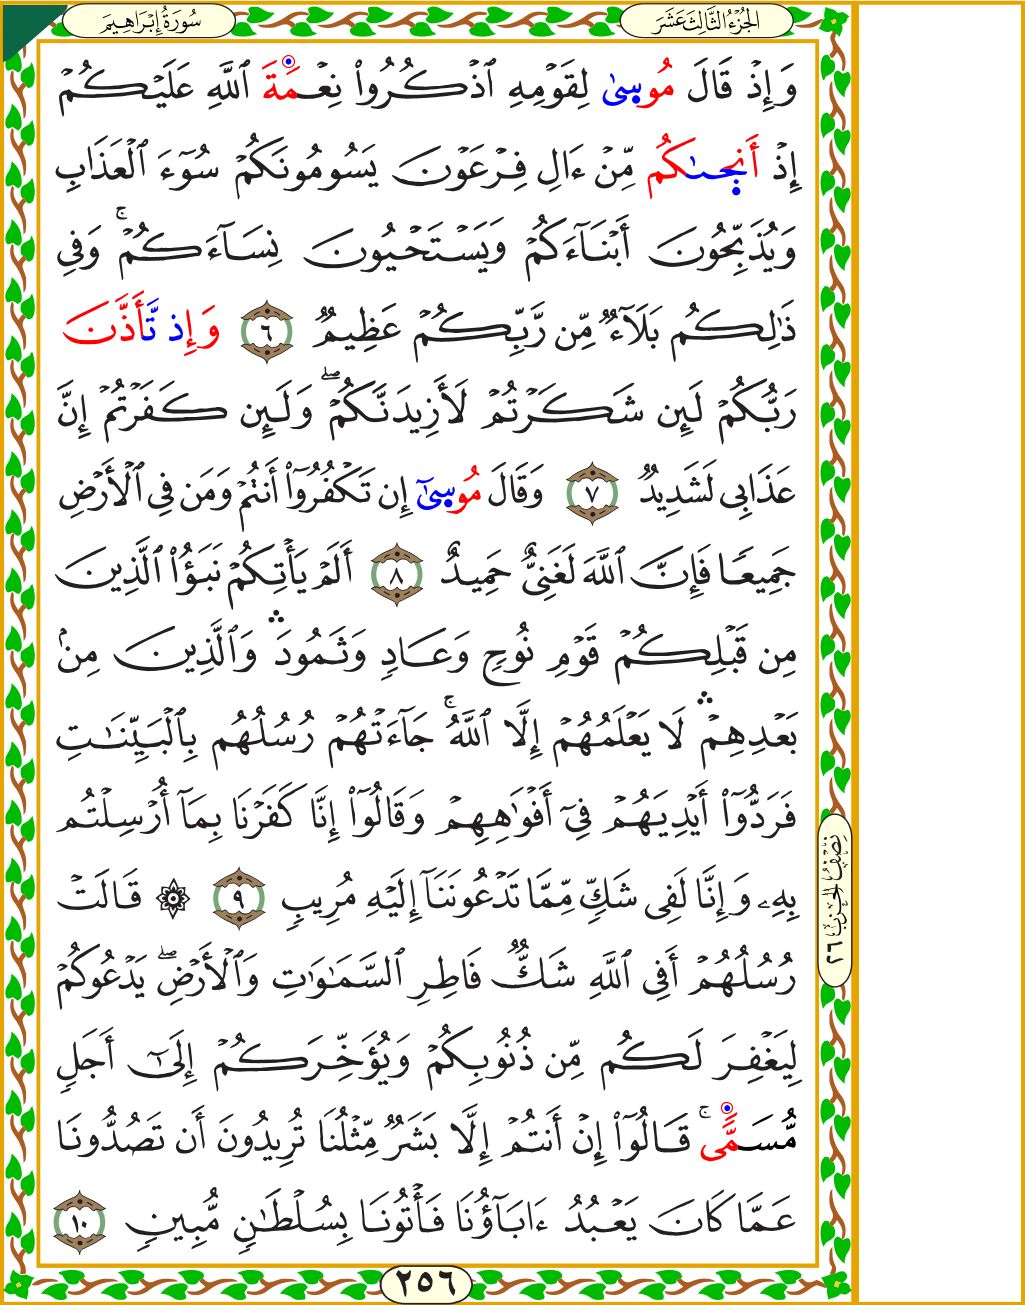 سُورَةُ إِبْرَاهِيمَ
الجُزْءُ الثَّالِثَ عَشَرَ
وَإِذْ قَالَ مُوسِىٰ لِقَوْمِهِ ٱذْكُرُوا۟ نِعْمَةَ ٱللَّهِ عَلَيْكُمْ
إِذْ أَنجِىٰكُم مِّنْ ءَالِ فِرْعَوْنَ يَسُومُونَكُمْ سُوٓءَ ٱلْعَذَابِ
وَيُذَبِّحُونَ أَبْنَآءَكُمْ وَيَسْتَحْيُونَ نِسَآءَكُمْ ۚ وَفِى
ذَٰلِكُم بَلَآءٌ مِّن رَّبِّكُمْ عَظِيمٌ ٦ وَإِذ تَّأَذَّنَ
رَبُّكُمْ لَئِن شَكَرْتُمْ لَأَزِيدَنَّكُمْ ۖ وَلَئِن كَفَرْتُمْ إِنَّ
عَذَابِى لَشَدِيدٌ ٧ وَقَالَ مُوسِىٰٓ إِن تَكْفُرُوٓا۟ أَنتُمْ وَمَن فِى ٱلْأَرْضِ
جَمِيعًا فَإِنَّ ٱللَّهَ لَغَنِىٌّ حَمِيدٌ ٨ أَلَمْ يَأْتِكُمْ نَبَؤُا۟ ٱلَّذِينَ
مِن قَبْلِكُمْ قَوْمِ نُوحٍ وَعَادٍ وَثَمُودَ ۛ وَٱلَّذِينَ مِنۢ
بَعْدِهِمْ ۛ لَا يَعْلَمُهُمْ إِلَّا ٱللَّهُ ۚ جَآءَتْهُمْ رُسُلُهُم بِٱلْبَيِّنَـٰتِ
فَرَدُّوٓا۟ أَيْدِيَهُمْ فِىٓ أَفْوَٰهِهِمْ وَقَالُوٓا۟ إِنَّا كَفَرْنَا بِمَآ أُرْسِلْتُم
بِهِۦ وَإِنَّا لَفِى شَكٍّ مِّمَّا تَدْعُونَنَآ إِلَيْهِ مُرِيبٍ ٩ ۞ قَالَتْ
رُسُلُهُمْ أَفِى ٱللَّهِ شَكٌّ فَاطِرِ ٱلسَّمَـٰوَٰتِ وَٱلْأَرْضِ ۖ يَدْعُوكُمْ
لِيَغْفِرَ لَكُم مِّن ذُنُوبِكُمْ وَيُؤَخِّرَكُمْ إِلَىٰٓ أَجَلٍ
مُّسَمًّى ۚ قَالُوٓا۟ إِنْ أَنتُمْ إِلَّا بَشَرٌ مِّثْلُنَا تُرِيدُونَ أَن تَصُدُّونَا
عَمَّا كَانَ يَعْبُدُ ءَابَآؤُنَا فَأْتُونَا بِسُلْطَـٰنٍ مُّبِينٍ ١٠
نِصْفُ الحِزْبِ ٢٦
٢٥٦